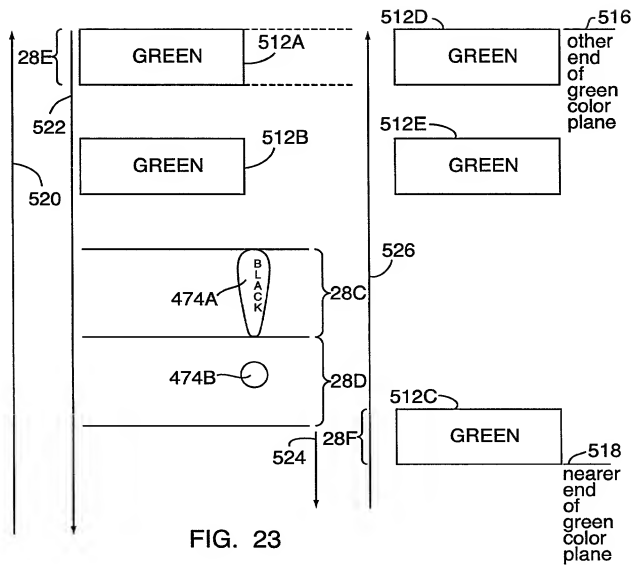 512D
516
28E
GREEN
512A
GREEN
other
end
of
green
color
plane
522
512B
512E
GREEN
GREEN
520
526
BLACK
474A
28C
474B
28D
512C
28F
GREEN
524
518
nearer
end
of
green
color
plane
FIG. 23